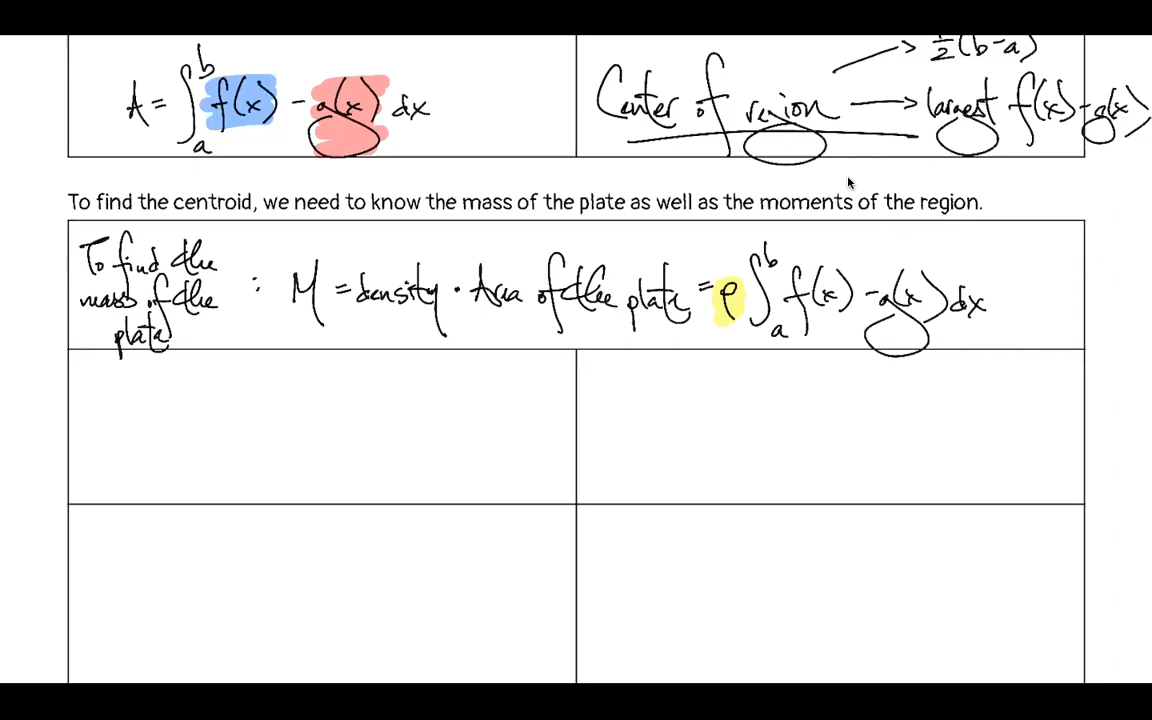 A = ∫_a^b f(x) - g(x) dx
Center of region → ½(b-a)
→ largest f(x)-g(x)
To find the centroid, we need to know the mass of the plate as well as the moments of the region.
To find the
mass of the : M = density · Area of the plate = ρ ∫_a^b f(x) - g(x) dx
plate